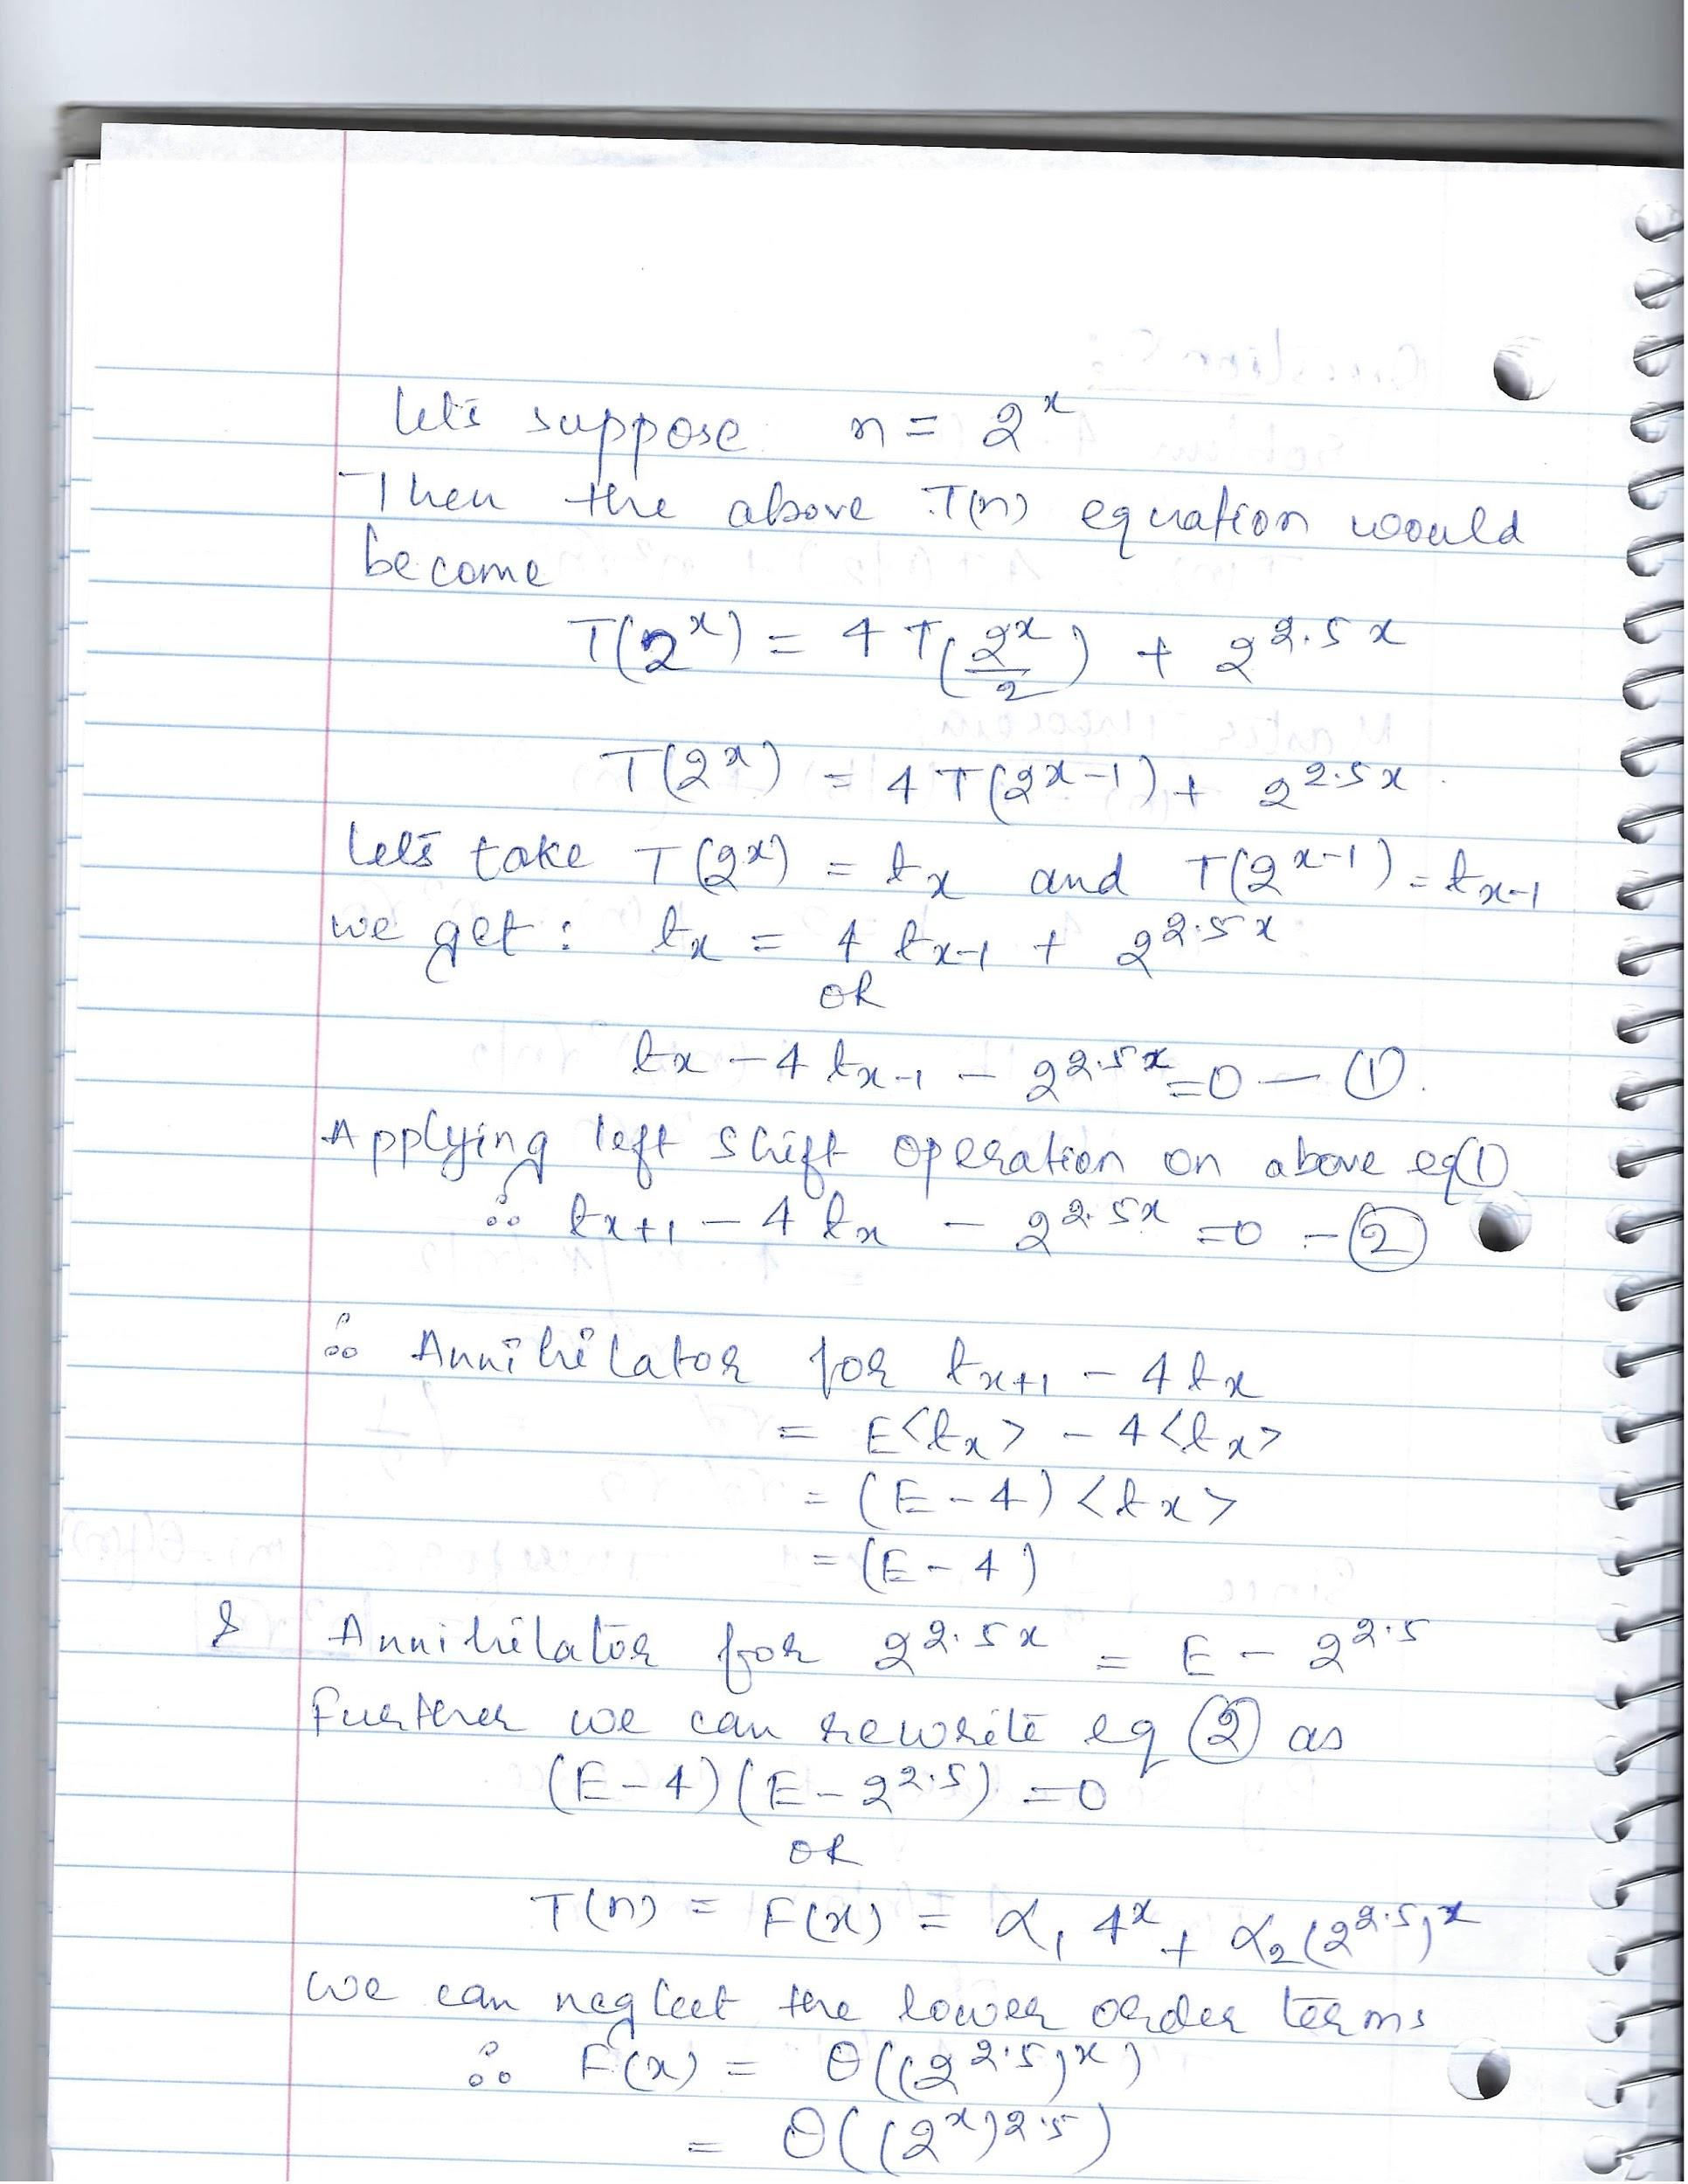 let's suppose n = 2^x
Then the above T(n) equation would
become
T(2^x) = 4 T(2^x/2) + 2^2.5x
T(2^x) = 4T(2^x-1) + 2^2.5x
let's take T(2^x) = t_x and T(2^x-1) = t_x-1
we get : t_x = 4 t_x-1 + 2^2.5x
OR
t_x - 4 t_x-1 - 2^2.5x = 0 — ①.
Applying left shift operation on above eq①
∴ t_x+1 - 4 t_x - 2^2.5x = 0 - ②
∴ Annihilator for t_x+1 - 4 t_x
= E<t_x> - 4<t_x>
= (E - 4) <t_x>
= (E - 4)
& Annihilator for 2^2.5x = E - 2^2.5
Further we can rewrite eq ② as
(E - 4)(E - 2^2.5) = 0
OR
T(n) = F(x) = α₁ 4^x + α₂(2^2.5)^x
we can neglect the lower order terms
∴ F(x) = Θ((2^2.5)^x)
= Θ((2^x)^2.5)